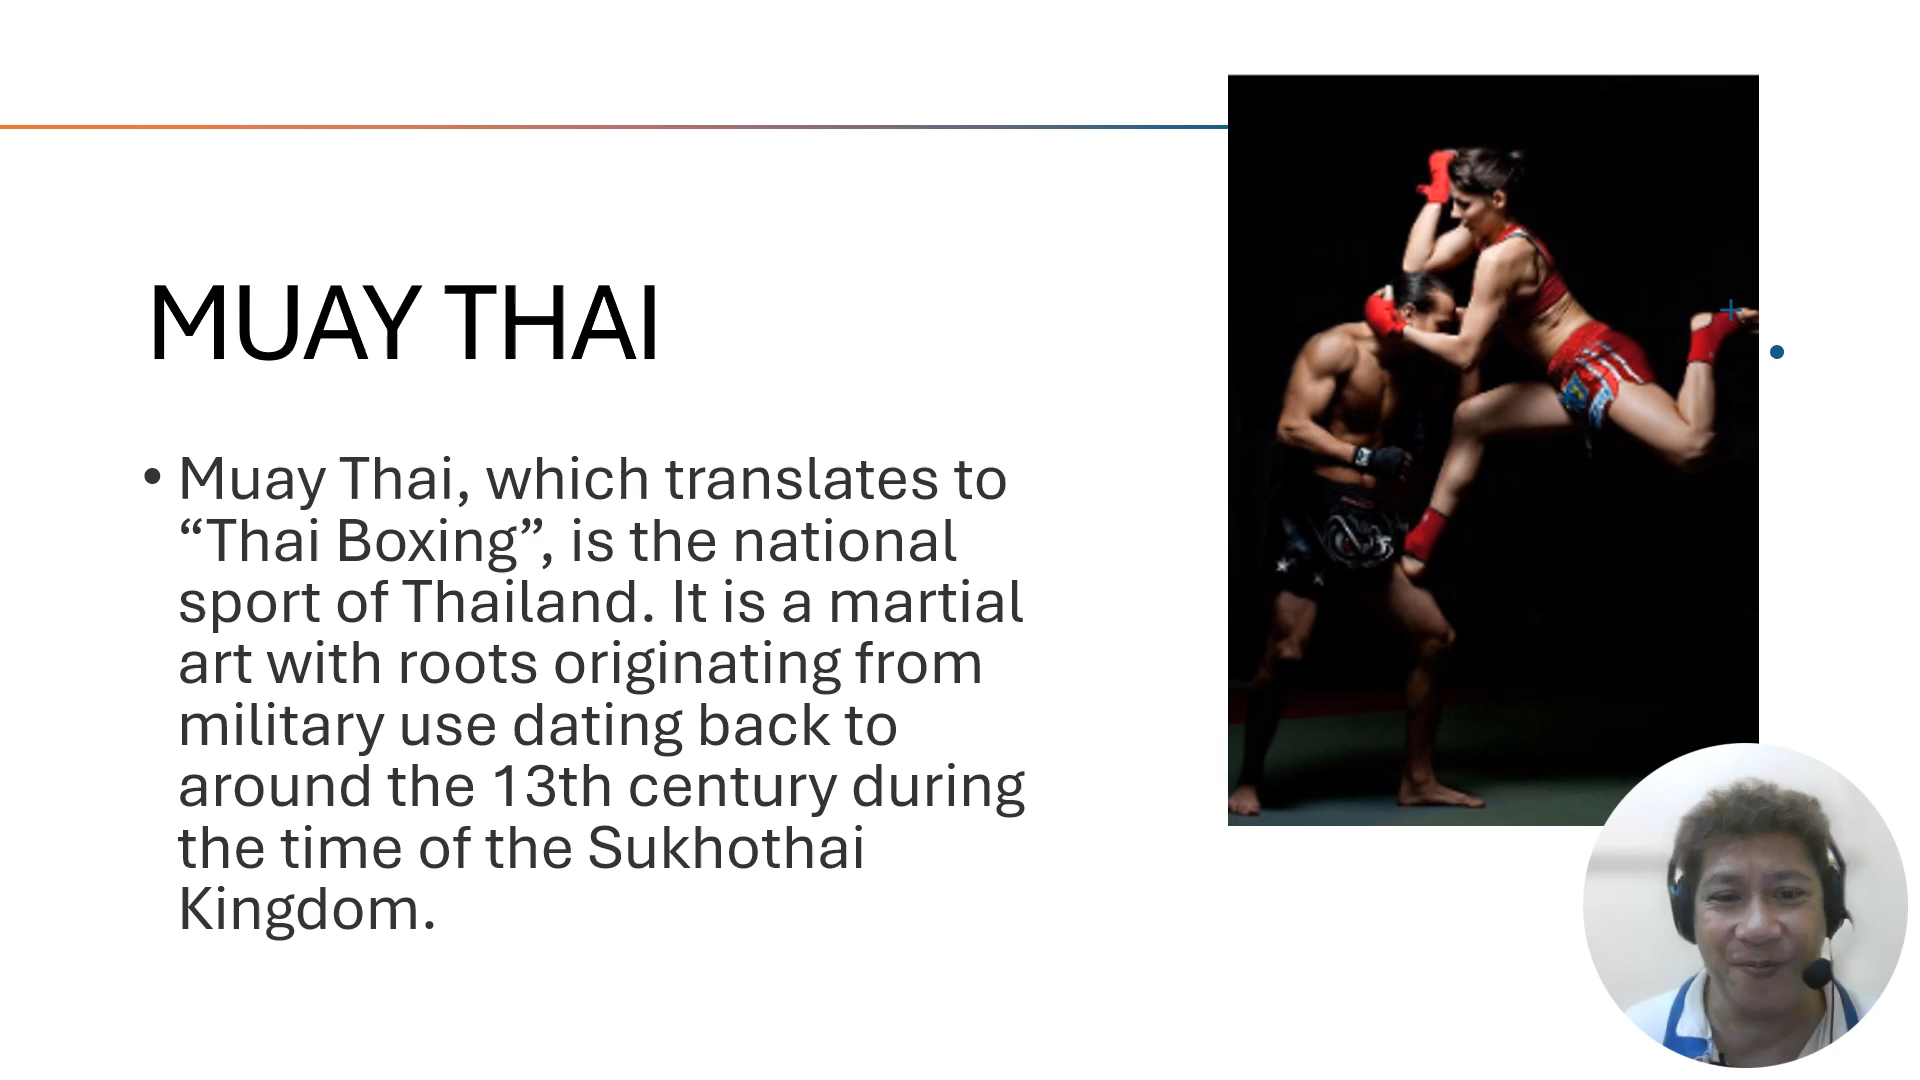 MUAY THAI
• Muay Thai, which translates to
“Thai Boxing”, is the national
sport of Thailand. It is a martial
art with roots originating from
military use dating back to
around the 13th century during
the time of the Sukhothai
Kingdom.